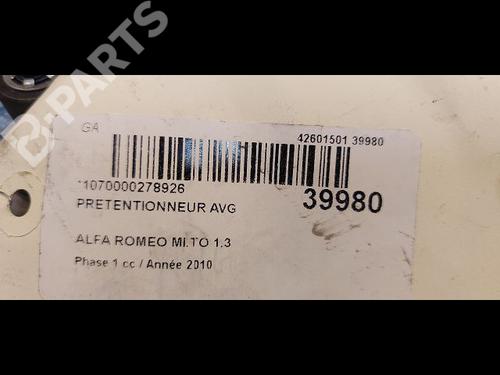 B-PARTS
GA
42601501 39980
*1070000278926
39980
PRETENTIONNEUR AVG
ALFA ROMEO MI.TO 1.3
Phase 1 cc / Année 2010